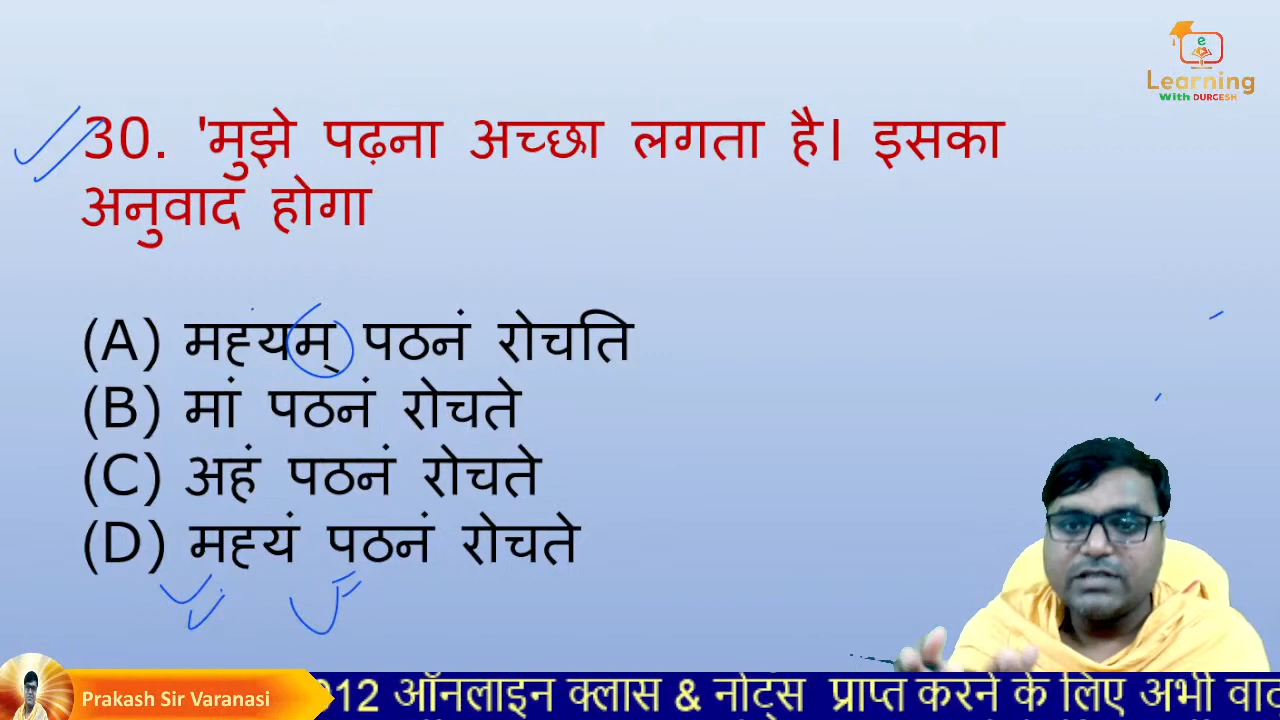 e
Learning
With DURGESH
30. 'मुझे पढ़ना अच्छा लगता है। इसका
अनुवाद होगा
(A) मह्यम् पठनं रोचति
(B) मां पठनं रोचते
(C) अहं पठनं रोचते
(D) मह्यं पठनं रोचते
Prakash Sir Varanasi
912 ऑनलाइन क्लास & नोट्स प्राप्त करने के लिए अभी